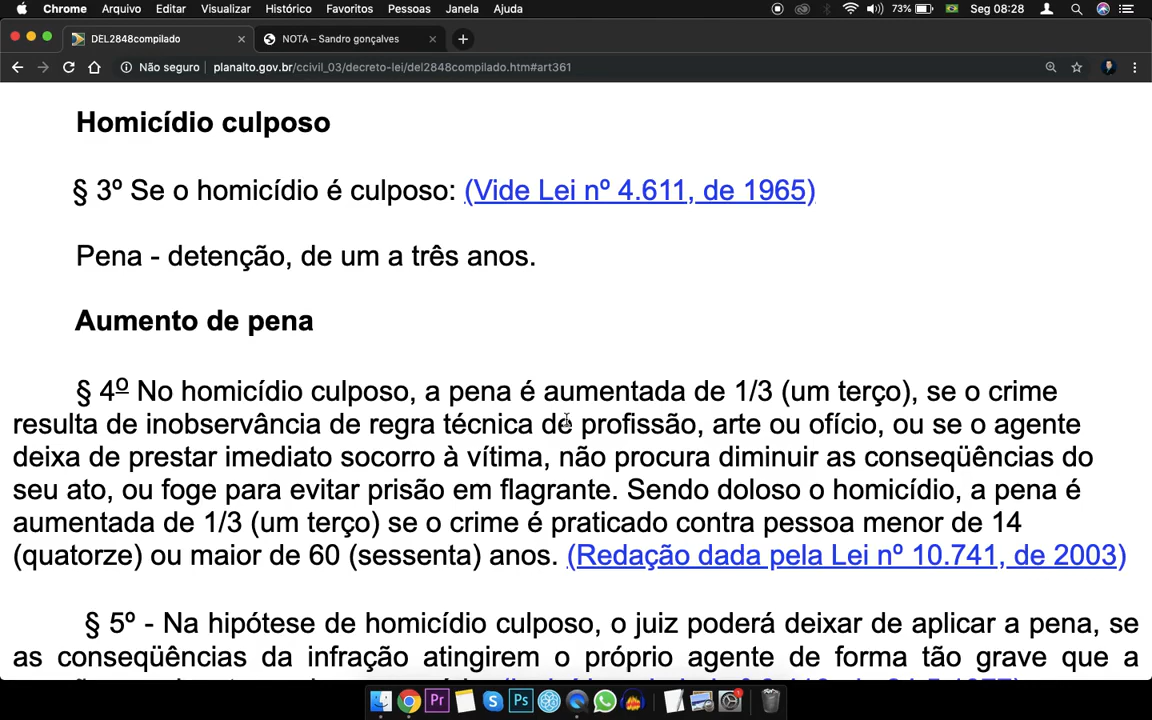 Chrome Arquivo Editar Visualizar Histórico Favoritos Pessoas Janela Ajuda 73% Seg 08:28
DEL2848compilado NOTA – Sandro gonçalves
Não seguro planalto.gov.br/ccivil_03/decreto-lei/del2848compilado.htm#art361
Homicídio culposo
§ 3º Se o homicídio é culposo: (Vide Lei nº 4.611, de 1965)
Pena - detenção, de um a três anos.
Aumento de pena
§ 4º No homicídio culposo, a pena é aumentada de 1/3 (um terço), se o crime
resulta de inobservância de regra técnica de profissão, arte ou ofício, ou se o agente
deixa de prestar imediato socorro à vítima, não procura diminuir as conseqüências do
seu ato, ou foge para evitar prisão em flagrante. Sendo doloso o homicídio, a pena é
aumentada de 1/3 (um terço) se o crime é praticado contra pessoa menor de 14
(quatorze) ou maior de 60 (sessenta) anos. (Redação dada pela Lei nº 10.741, de 2003)
§ 5º - Na hipótese de homicídio culposo, o juiz poderá deixar de aplicar a pena, se
as conseqüências da infração atingirem o próprio agente de forma tão grave que a
Pr Ps